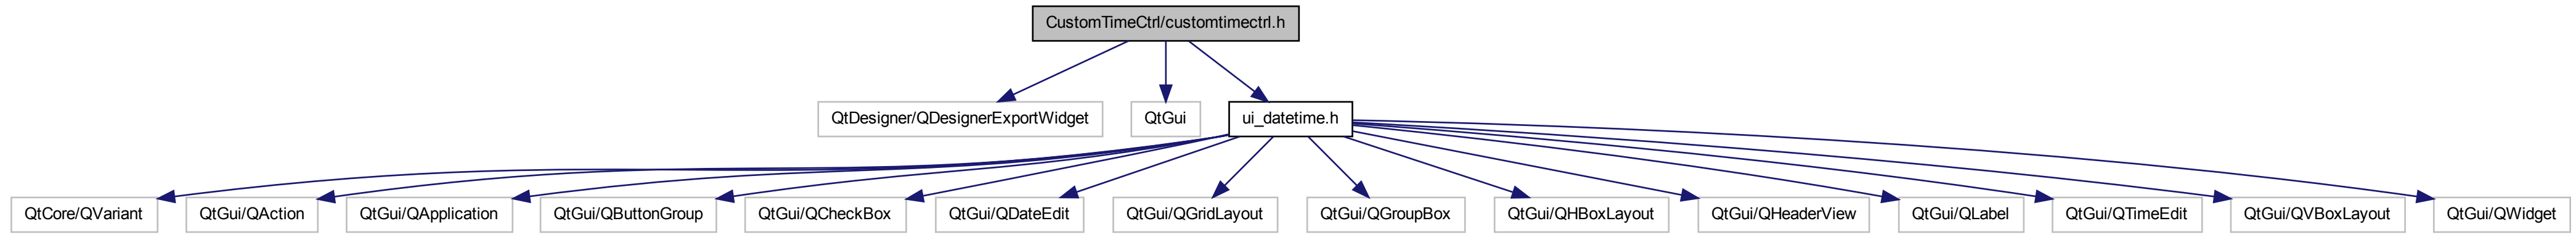 CustomTimeCtrl/customtimectrl.h
QtDesigner/QDesignerExportWidget
QtGui
ui_datetime.h
QtCore/QVariant
QtGui/QAction
QtGui/QApplication
QtGui/QButtonGroup
QtGui/QCheckBox
QtGui/QDateEdit
QtGui/QGridLayout
QtGui/QGroupBox
QtGui/QHBoxLayout
QtGui/QHeaderView
QtGui/QLabel
QtGui/QTimeEdit
QtGui/QVBoxLayout
QtGui/QWidget